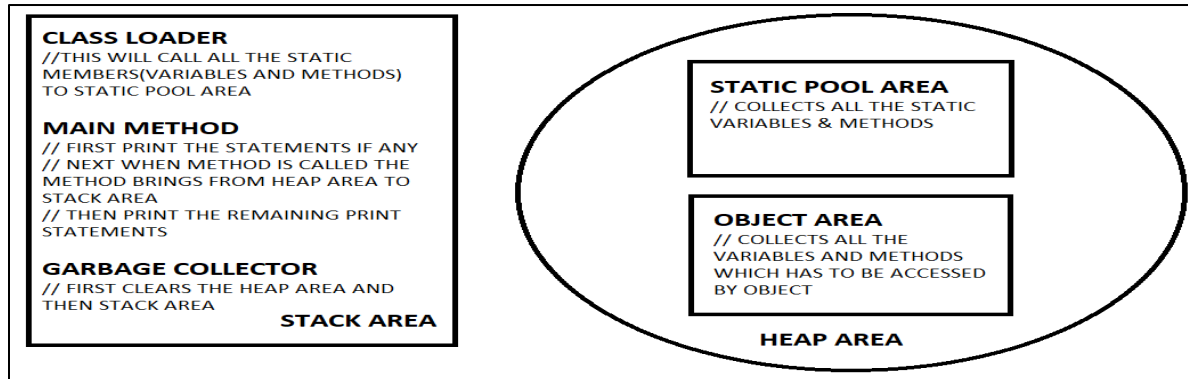 CLASS LOADER
//THIS WILL CALL ALL THE STATIC
MEMBERS(VARIABLES AND METHODS)
TO STATIC POOL AREA
MAIN METHOD
// FIRST PRINT THE STATEMENTS IF ANY
// NEXT WHEN METHOD IS CALLED THE
METHOD BRINGS FROM HEAP AREA TO
STACK AREA
// THEN PRINT THE REMAINING PRINT
STATEMENTS
GARBAGE COLLECTOR
// FIRST CLEARS THE HEAP AREA AND
THEN STACK AREA
STACK AREA
STATIC POOL AREA
// COLLECTS ALL THE STATIC
VARIABLES & METHODS
OBJECT AREA
// COLLECTS ALL THE
VARIABLES AND METHODS
WHICH HAS TO BE ACCESSED
BY OBJECT
HEAP AREA